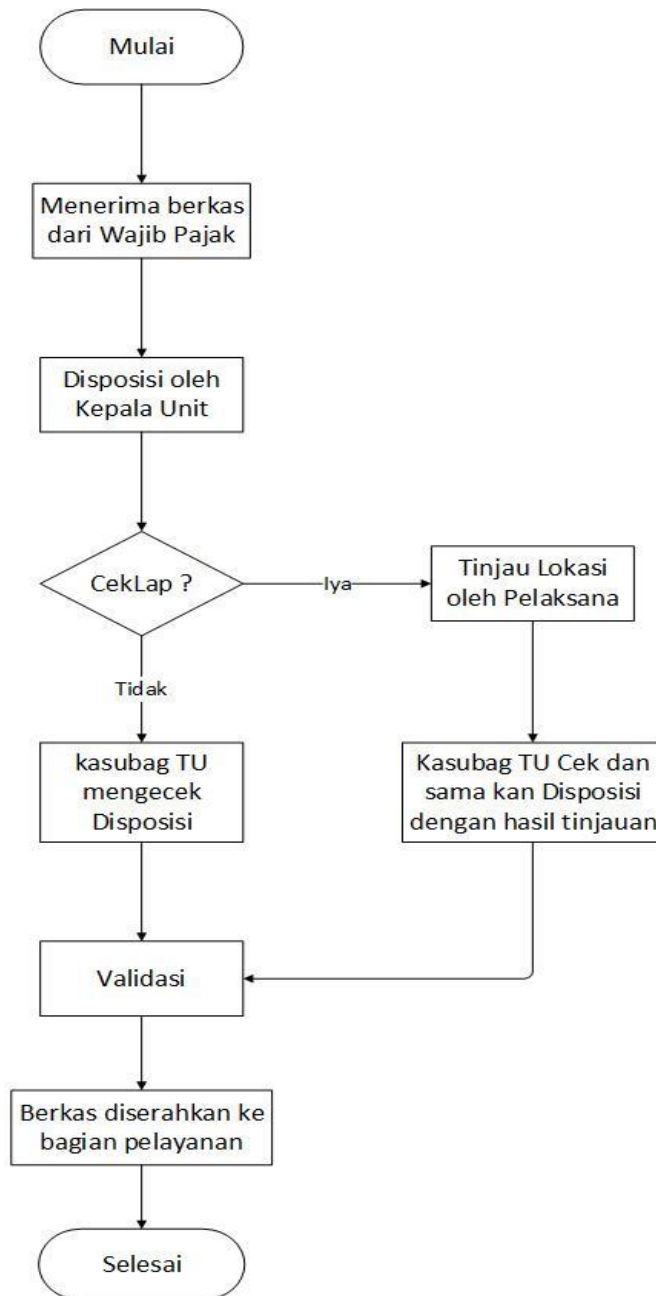 Mulai
Menerima berkas
dari Wajib Pajak
Disposisi oleh
Kepala Unit
CekLap ?
Iya
Tinjau Lokasi
oleh Pelaksana
Tidak
kasubag TU
mengecek
Disposisi
Kasubag TU Cek dan
sama kan Disposisi
dengan hasil tinjauan
Validasi
Berkas diserahkan ke
bagian pelayanan
Selesai